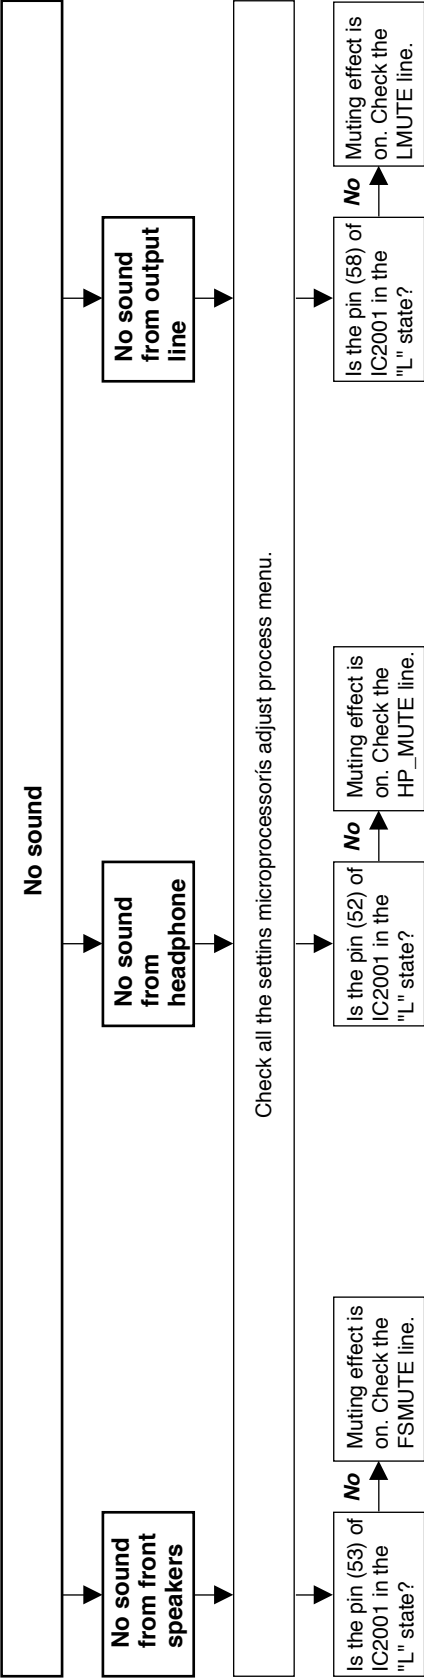 No sound
No sound
from front
speakers
No sound
from
headphone
No sound
from output
line
Check all the settins microprocessorís adjust process menu.
Is the pin (53) of
IC2001 in the
"L" state?
No
Muting effect is
on. Check the
FSMUTE line.
Is the pin (52) of
IC2001 in the
"L" state?
No
Muting effect is
on. Check the
HP_MUTE line.
Is the pin (58) of
IC2001 in the
"L" state?
No
Muting effect is
on. Check the
LMUTE line.